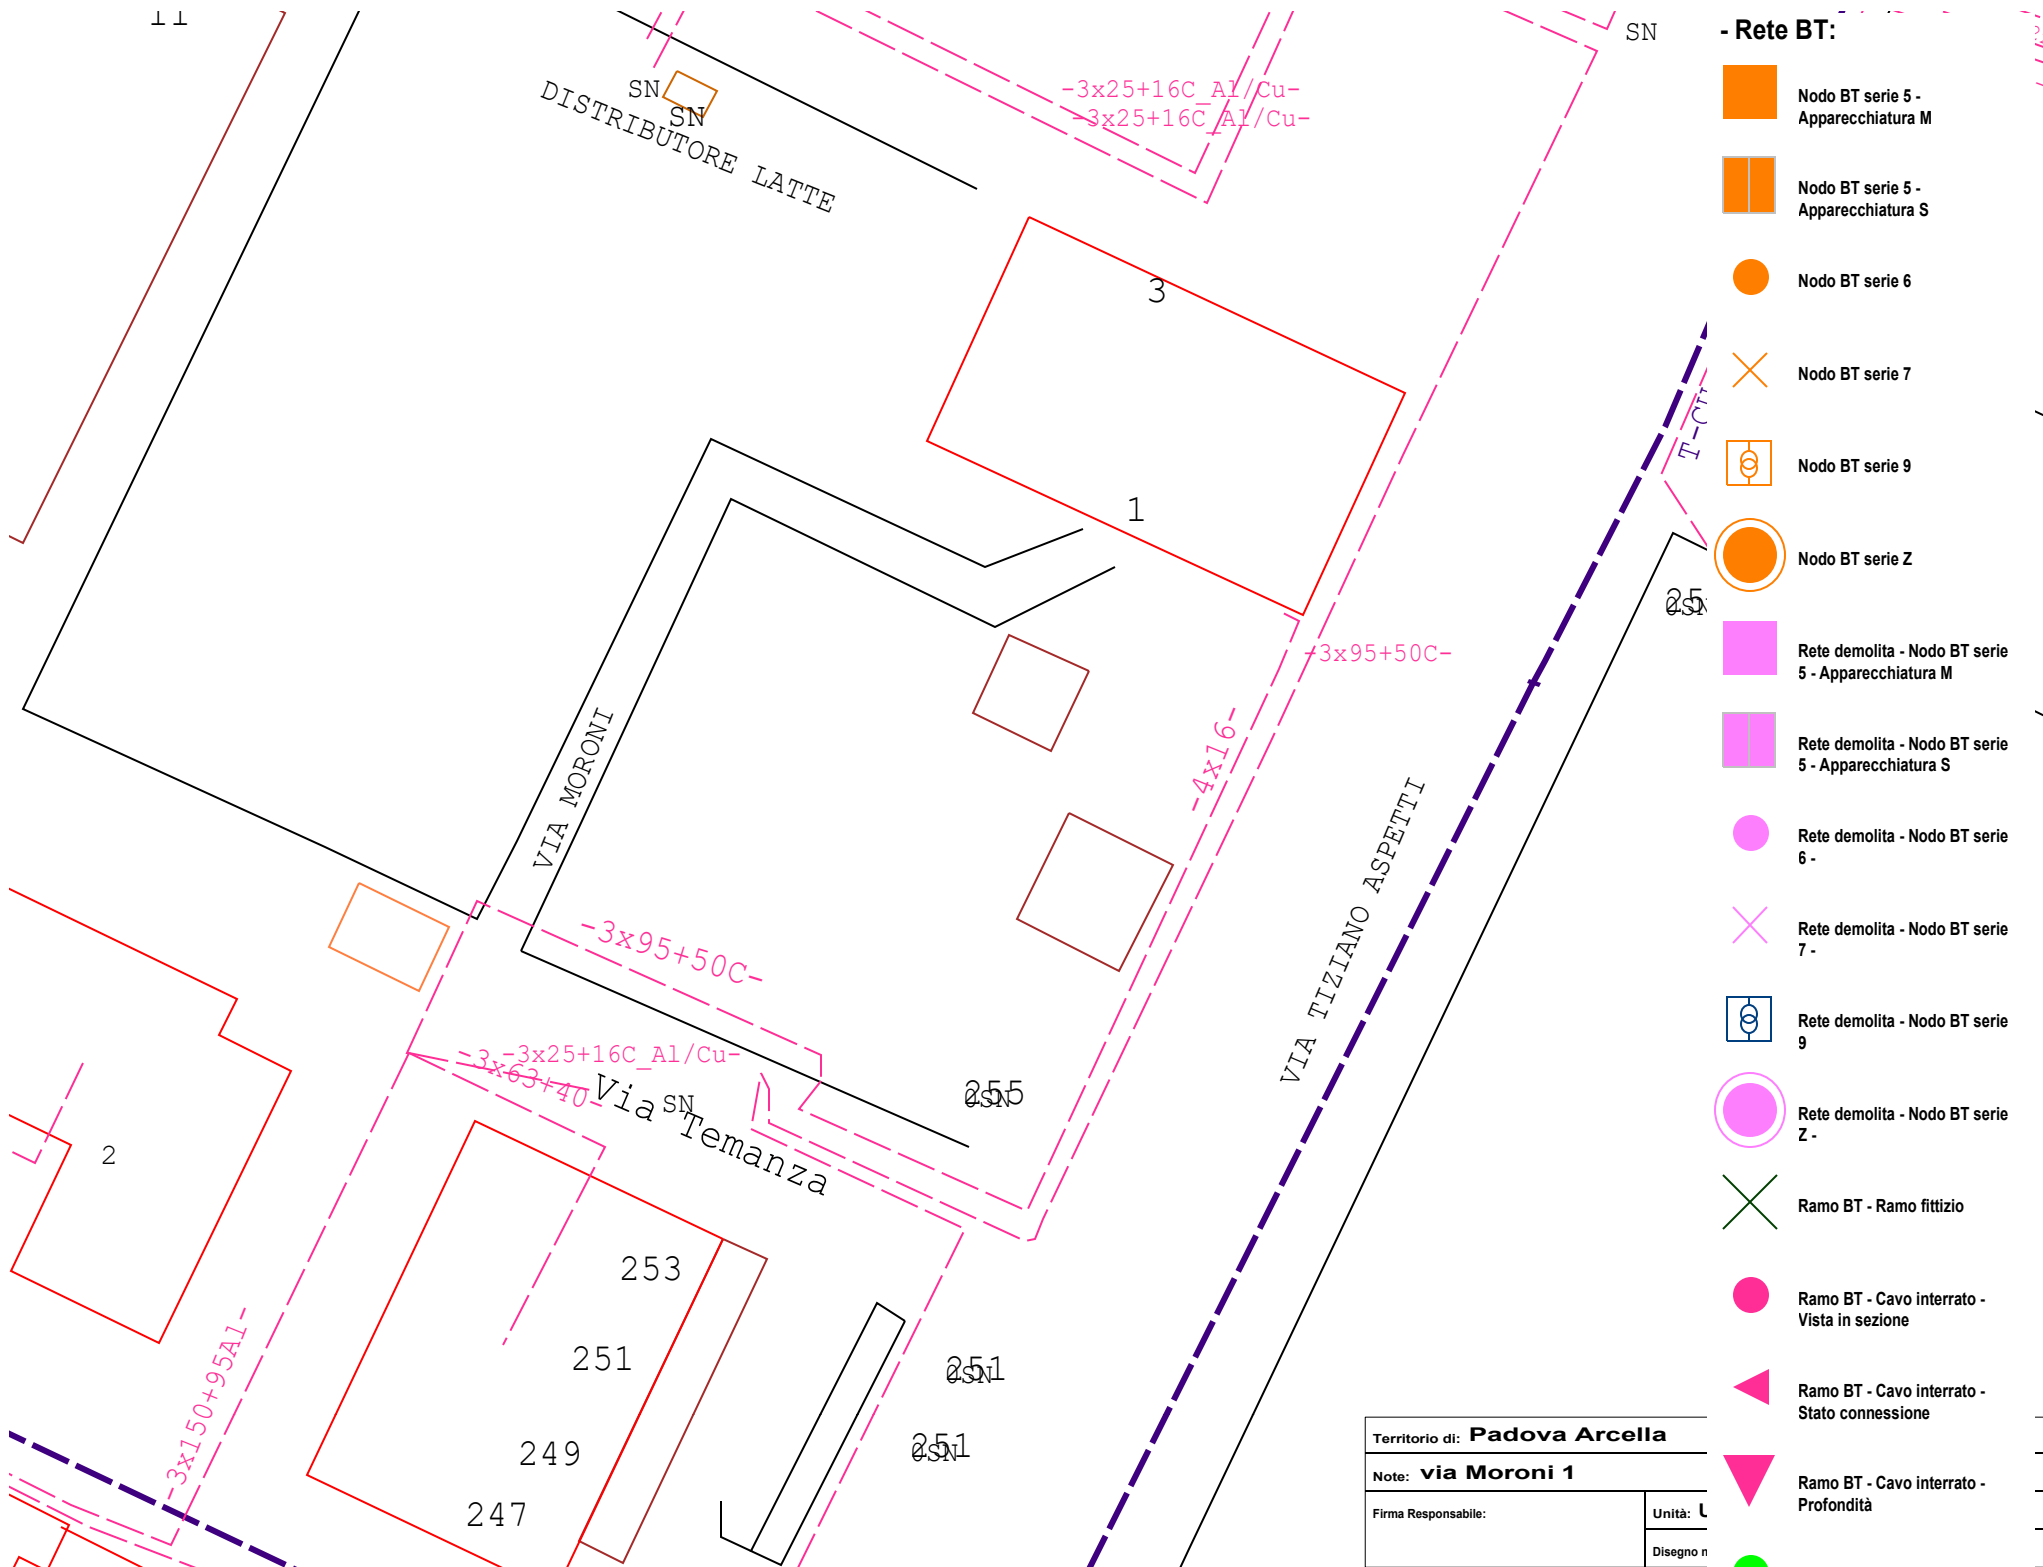 11
SN
SN
DISTRIBUTORE LATTE
-3x25+16C_Al/Cu-
-3x25+16C_Al/Cu-
SN
3
1
-3x95+50C-
VIA MORONI
-4x16-
VIA TIZIANO ASPETTI
-3x95+50C-
-3x25+16C_Al/Cu-
-3x63+40-
Via Temanza
SN
255
0SN
2
253
251
249
247
251
0SN
251
0SN
-3x150+95Al-
Territorio di: Padova Arcella
Note: via Moroni 1
Firma Responsabile:
Unità:
Disegno n
- Rete BT:
Nodo BT serie 5 -
Apparecchiatura M
Nodo BT serie 5 -
Apparecchiatura S
Nodo BT serie 6
Nodo BT serie 7
Nodo BT serie 9
Nodo BT serie Z
Rete demolita - Nodo BT serie
5 - Apparecchiatura M
Rete demolita - Nodo BT serie
5 - Apparecchiatura S
Rete demolita - Nodo BT serie
6 -
Rete demolita - Nodo BT serie
7 -
Rete demolita - Nodo BT serie
9
Rete demolita - Nodo BT serie
Z -
Ramo BT - Ramo fittizio
Ramo BT - Cavo interrato -
Vista in sezione
Ramo BT - Cavo interrato -
Stato connessione
Ramo BT - Cavo interrato -
Profondità